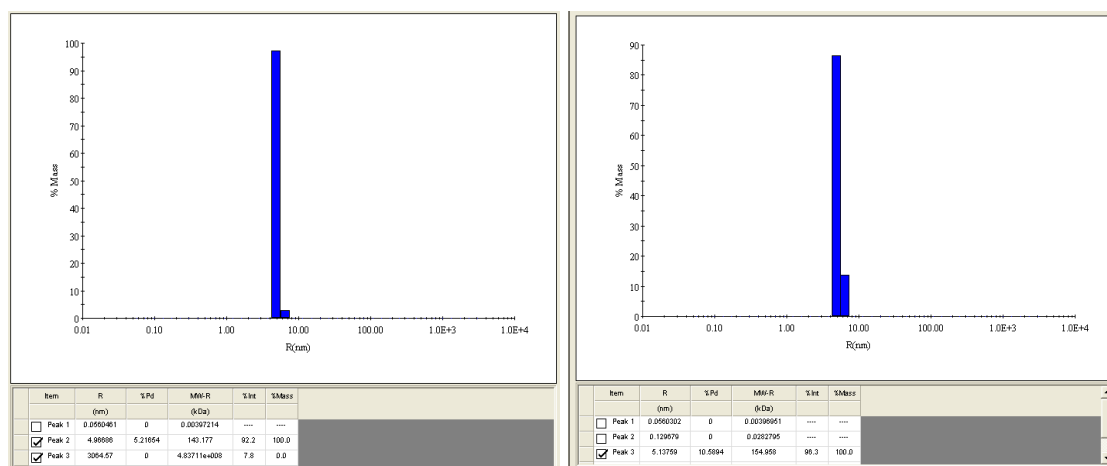 100
90
80
70
60
50
40
30
20
10
0
% Mass
0.01 0.10 1.00 10.00 100.00 1.0E+3 1.0E+4
R(nm)
Item R %Pd MW-R %Int %Mass
(nm) (kDa)
Peak 1 0.0560461 0 0.00397214 ---- ----
Peak 2 4.96686 5.21654 143.177 92.2 100.0
Peak 3 3064.57 0 4.83711e+008 7.8 0.0
90
80
70
60
50
40
30
20
10
0
% Mass
0.01 0.10 1.00 10.00 100.00 1.0E+3 1.0E+4
R(nm)
Item R %Pd MW-R %Int %Mass
(nm) (kDa)
Peak 1 0.0560302 0 0.00396951 ---- ----
Peak 2 0.129679 0 0.0282795 ---- ----
Peak 3 5.13759 10.5894 154.958 96.3 100.0